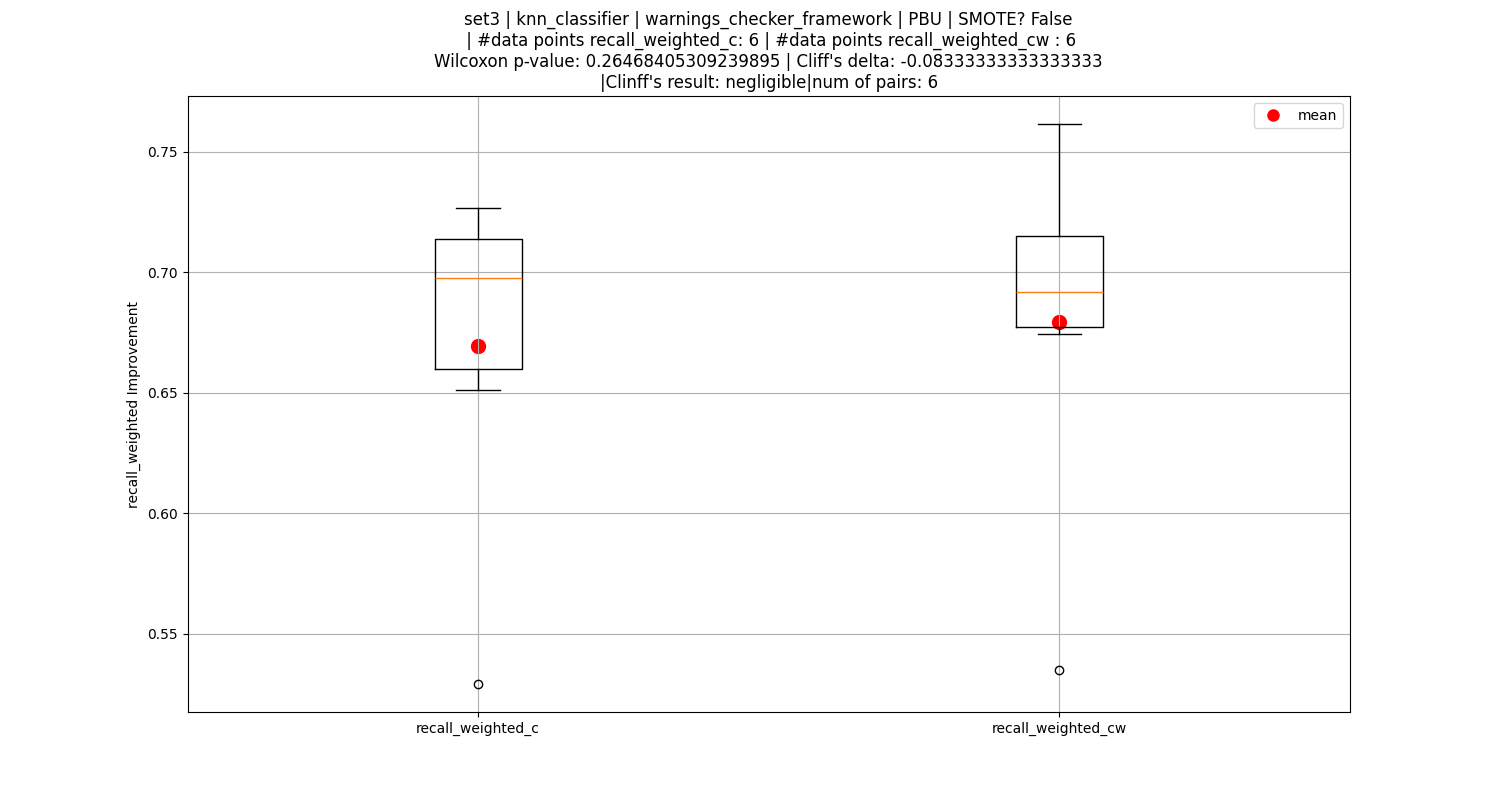 set3 | knn_classifier | warnings_checker_framework | PBU | SMOTE? False
| #data points recall_weighted_c: 6 | #data points recall_weighted_cw : 6
Wilcoxon p-value: 0.26468405309239895 | Cliff's delta: -0.08333333333333333
|Clinff's result: negligible|num of pairs: 6
mean
0.75
0.70
0.65
0.60
0.55
recall_weighted Improvement
recall_weighted_c
recall_weighted_cw